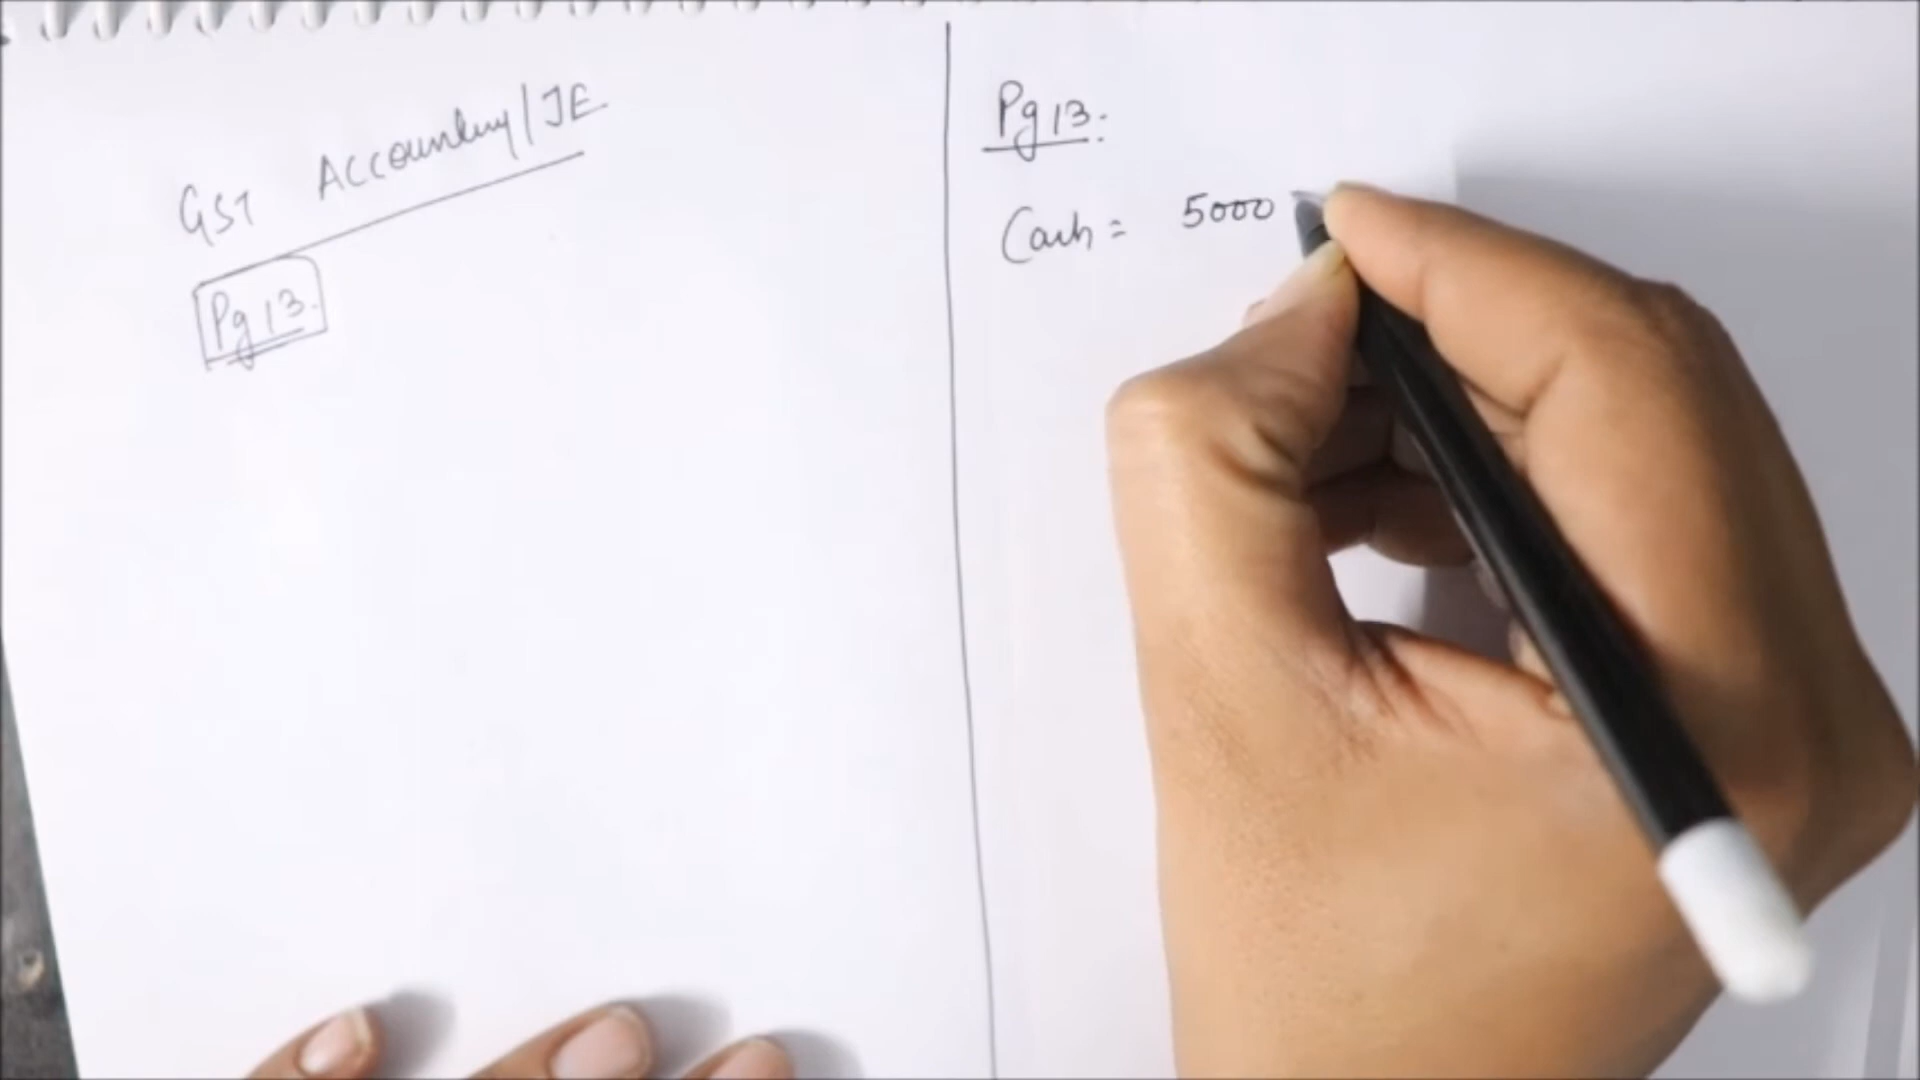 GST Accounting/JE
Pg 13.
Pg 13:
Cash = 5000